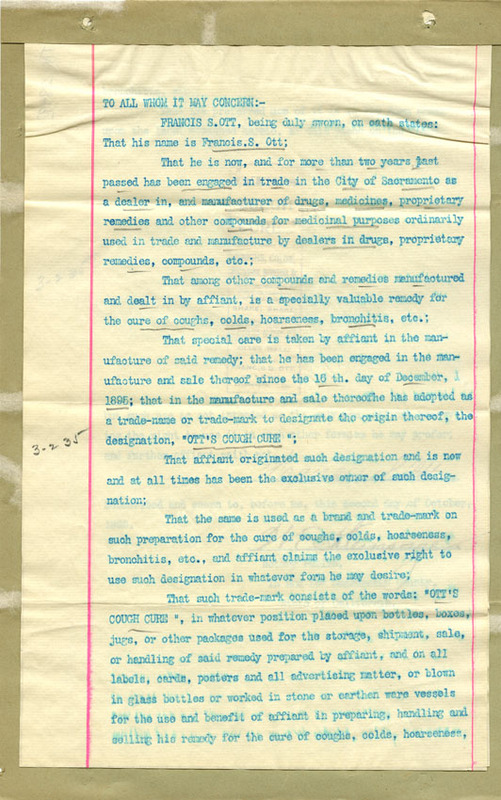 TO ALL WHOM IT MAY CONCERN:-
FRANCIS S.OTT, being duly sworn, on oath states:
That his name is Francis.S. Ott;
That he is now, and for more than two years past
passed has been engaged in trade in the City of Sacramento as
a dealer in, and manufacturer of drugs, medicines, proprietary
remedies and other compounds for medicinal purposes ordinarily
used in trade and manufacture by dealers in drugs, proprietary
remedies, compounds, etc.;
That among other compounds and remedies manufactured
and dealt in by affiant, is a specially valuable remedy for
the cure of coughs, colds, hoarseness, bronchitis, etc.;
That special care is taken by affiant in the man-
ufacture of said remedy; that he has been engaged in the man-
ufacture and sale thereof since the 16 th. day of December, 1
1895; that in the manufacture and sale thereofhe has adopted as
a trade-name or trade-mark to designate the origin thereof, the
designation, "OTT'S COUGH CURE ";
3-2 35
That affiant originated such designation and is now
and at all times has been the exclusive owner of such desig-
nation;
That the same is used as a brand and trade-mark on
such preparation for the cure of coughs, colds, hoarseness,
bronchitis, etc., and affiant claims the exclusive right to
use such designation in whatever form he may desire;
That such trade-mark consists of the words: "OTT'S
COUGH CURE ", in whatever position placed upon bottles, boxes,
jugs, or other packages used for the storage, shipment, sale,
or handling of said remedy prepared by affiant, and on all
labels, cards, posters and all advertising matter, or blown
in glass bottles or worked in stone or earthen ware vessels
for the use and benefit of affiant in preparing, handling and
selling his remedy for the cure of coughs, colds, hoarseness,